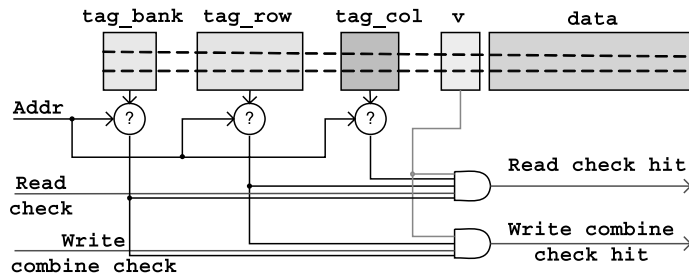 tag_bank tag_row tag_col v data
Addr
? ? ?
Read check hit
Read
check
Write combine
check hit
Write
combine check